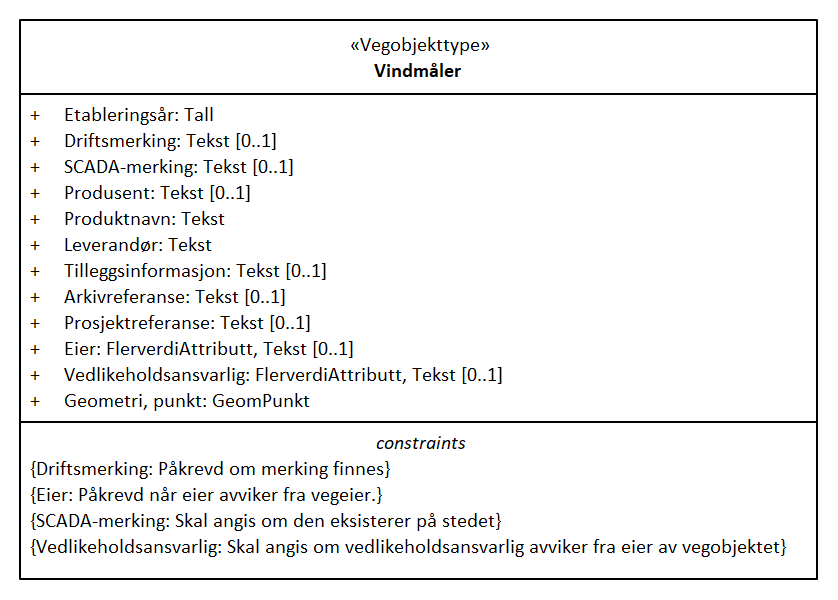 «Vegobjekttype»
Vindmåler
+ Etableringsår: Tall
+ Driftsmerking: Tekst [0..1]
+ SCADA-merking: Tekst [0..1]
+ Produsent: Tekst [0..1]
+ Produktnavn: Tekst
+ Leverandør: Tekst
+ Tilleggsinformasjon: Tekst [0..1]
+ Arkivreferanse: Tekst [0..1]
+ Prosjektreferanse: Tekst [0..1]
+ Eier: FlerverdiAttributt, Tekst [0..1]
+ Vedlikeholdsansvarlig: FlerverdiAttributt, Tekst [0..1]
+ Geometri, punkt: GeomPunkt
constraints
{Driftsmerking: Påkrevd om merking finnes}
{Eier: Påkrevd når eier avviker fra vegeier.}
{SCADA-merking: Skal angis om den eksisterer på stedet}
{Vedlikeholdsansvarlig: Skal angis om vedlikeholdsansvarlig avviker fra eier av vegobjektet}